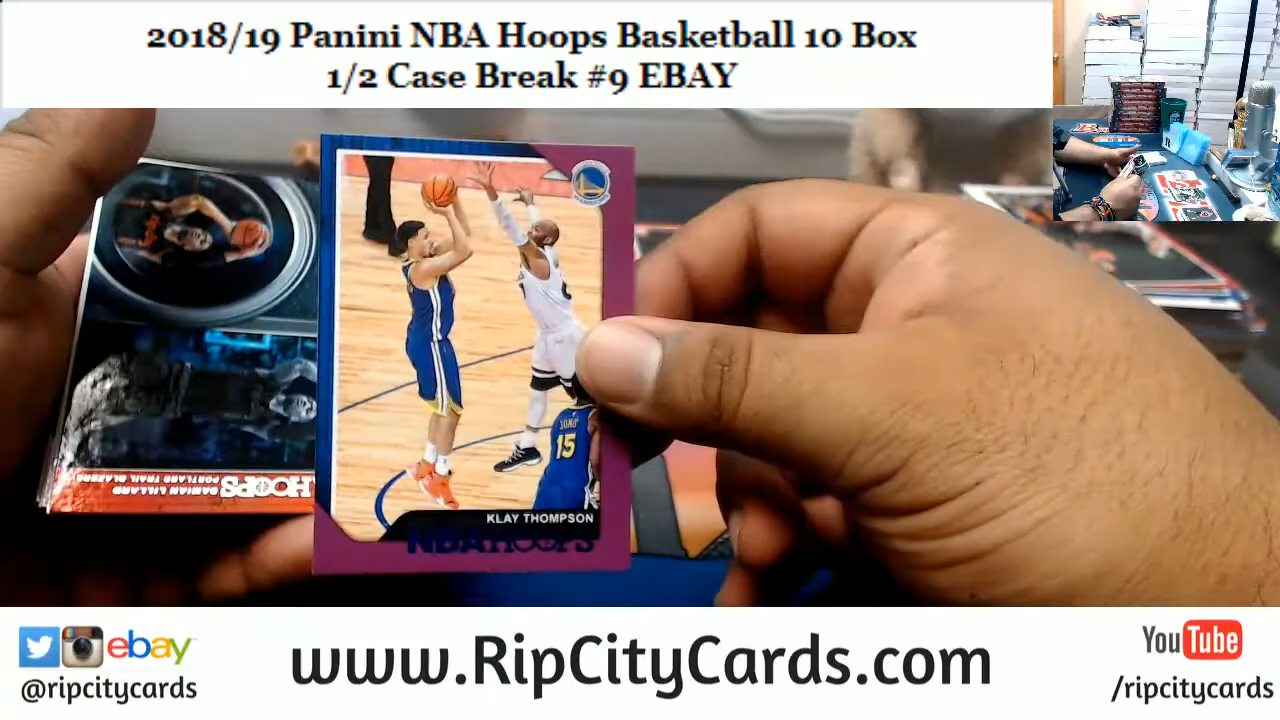 2018/19 Panini NBA Hoops Basketball 10 Box
1/2 Case Break #9 EBAY
JONES
15
KLAY THOMPSON
NBA HOOPS
HOOPS
DAMIAN LILLARD
PORTLAND TRAIL BLAZERS
ebay
@ripcitycards
www.RipCityCards.com
YouTube
/ripcitycards